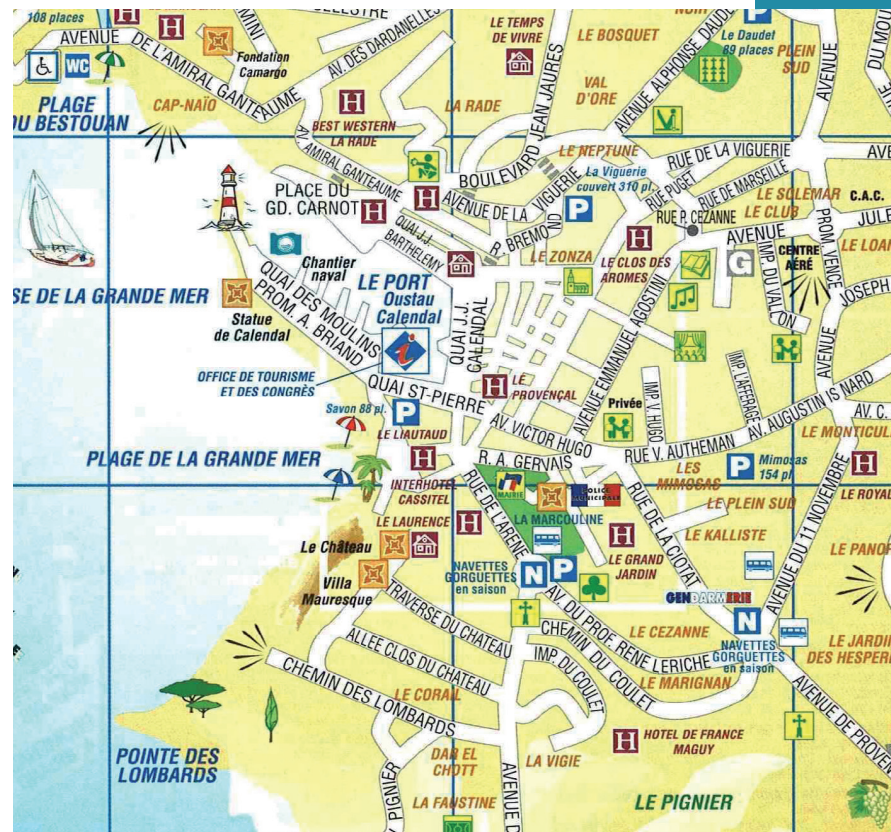 108 places
H
H
AVENUE
DE L'AMIRAL GANTEAUME
WC
Fondation
Camargo
AV. DES DARDANELLES
LE TEMPS
DE VIVRE
LE BOSQUET
P
Le Daudet
89 places
PLEIN
SUD
AVENUE
AVENUE ALPHONSE DAUDET
VAL
D'ORE
PLAGE
DU BESTOUAN
CAP-NAÏO
H
BEST WESTERN
LA RADE
LA RADE
BOULEVARD JEAN JAURES
AV. AMIRAL GANTEAUME
LE NEPTUNE
RUE DE LA VIGUERIE
La Viguerie
couvert 310 pl.
P
RUE PUGET
RUE DE MARSEILLE
PLACE DU
GD. CARNOT
H
H
AVENUE DE LA VIGUERIE
R. BREMOND
RUE P. CEZANNE
LE SOLEMAR
LE CLUB
C.A.C.
QUAI J.J.
BARTHELEMY
LE ZONZA
H
LE CLOS DES
AROMES
AVENUE
JULE
G
IMP. DU VALLON
CENTRE
AÉRÉ
PROM. VENCE
JOSEPH
Chantier
naval
LE PORT
Oustau
Calendal
i
QUAI J.J.
CALENDAL
SE DE LA GRANDE MER
Statue
de Calendal
QUAI DES MOULINS
PROM. A. BRIAND
AVENUE EMMANUEL AGOSTINI
OFFICE DE TOURISME
ET DES CONGRÈS
QUAI ST-PIERRE
H
LE
PROVENÇAL
Privée
IMP. V. HUGO
IMP. LAFFERAGE
AVENUE
AV. AUGUSTIN ISNARD
AV. C.
Savon 88 pl.
P
LE LIAUTAUD
AV. VICTOR HUGO
RUE V. AUTHEMAN
LE MONTICUL
PLAGE DE LA GRANDE MER
R. A. GERVAIS
LES
MIMOSAS
P
Mimosas
154 pl.
H
INTERHOTEL
CASSITEL
H
LE ROYAL
MAIRIE
POLICE
MUNICIPALE
LE PLEIN SUD
LE LAURENCE
H
RUE DE L'ARENE
LA MARCOULINE
RUE DE LA CIOTAT
LE KALLISTE
AVENUE DU 11 NOVEMBRE
Le Château
H
LE GRAND
JARDIN
LE PANOR
Villa
Mauresque
NAVETTES
GORGUETTES
en saison
N
P
GENDARMERIE
N
TRAVERSE DU CHATEAU
AV. DU PROF. RENE LERICHE
LE CEZANNE
NAVETTES
GORGUETTES
en saison
LE JARDIN
DES HESPERI
ALLEE CLOS DU CHATEAU
CHEMIN DU COULET
IMP. DU COULET
LE MARIGNAN
CHEMIN DES LOMBARDS
LE CORAIL
AVENUE DE PROVEN
H
HOTEL DE FRANCE
MAGUY
POINTE DES
LOMBARDS
DAR EL
CHOTT
LA VIGIE
AVENUE D
PIGNIER
LA FAUSTINE
LE PIGNIER